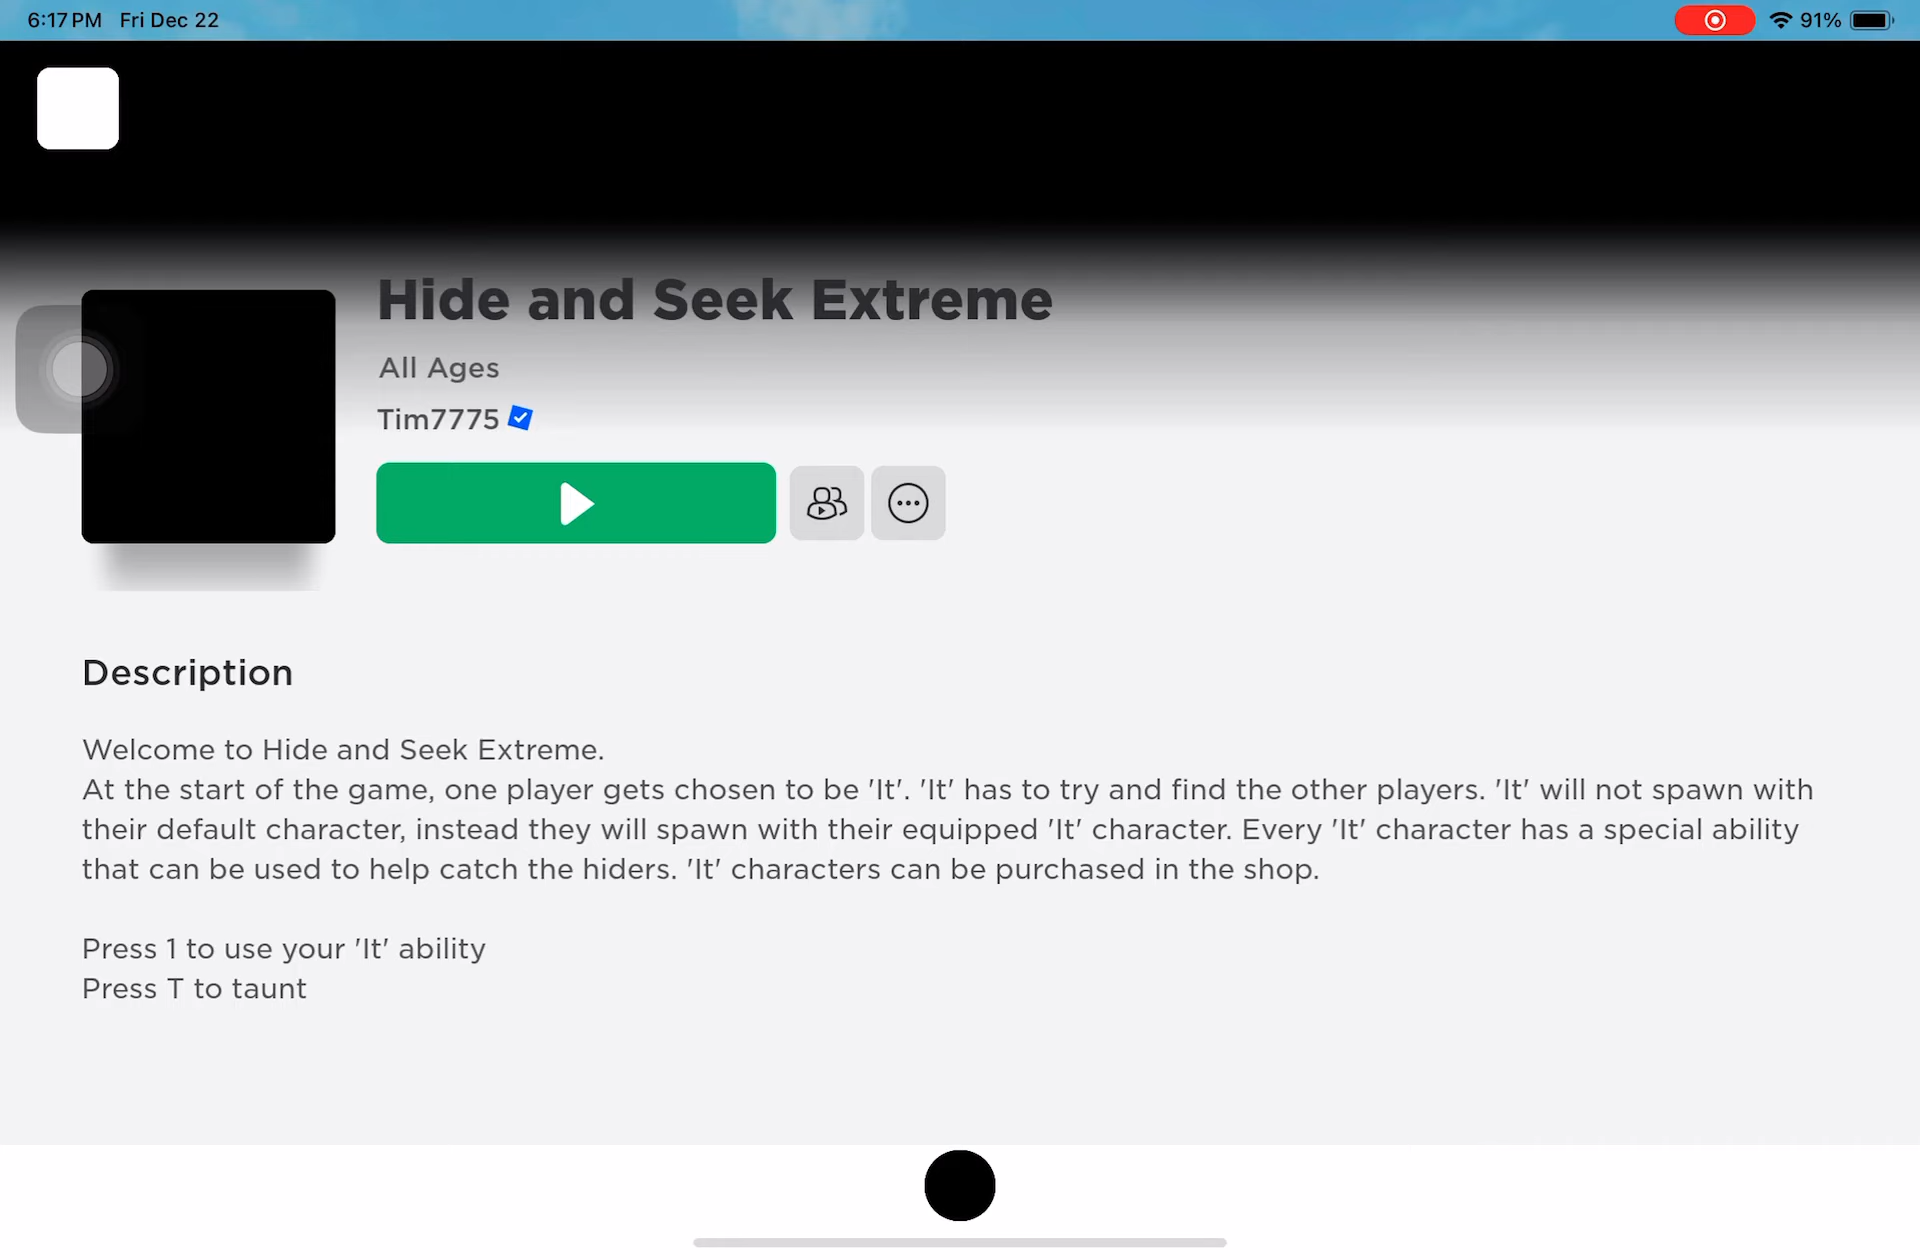 6:17 PM Fri Dec 22
91%
Hide and Seek Extreme
All Ages
Tim7775
Description
Welcome to Hide and Seek Extreme.
At the start of the game, one player gets chosen to be 'It'. 'It' has to try and find the other players. 'It' will not spawn with
their default character, instead they will spawn with their equipped 'It' character. Every 'It' character has a special ability
that can be used to help catch the hiders. 'It' characters can be purchased in the shop.
Press 1 to use your 'It' ability
Press T to taunt